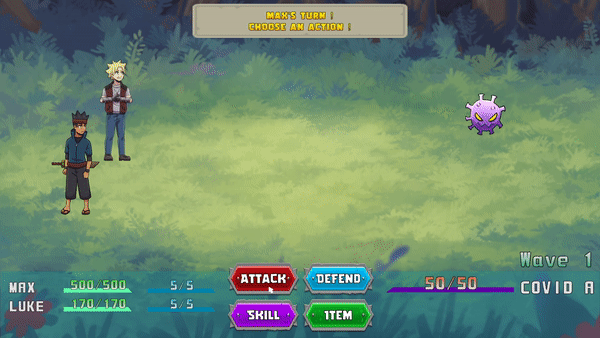 MAX'S TURN !
CHOOSE AN ACTION !
Wave 1
MAX 500/500 5/5
LUKE 170/170 5/5
ATTACK DEFEND
SKILL ITEM
50/50
COVID A